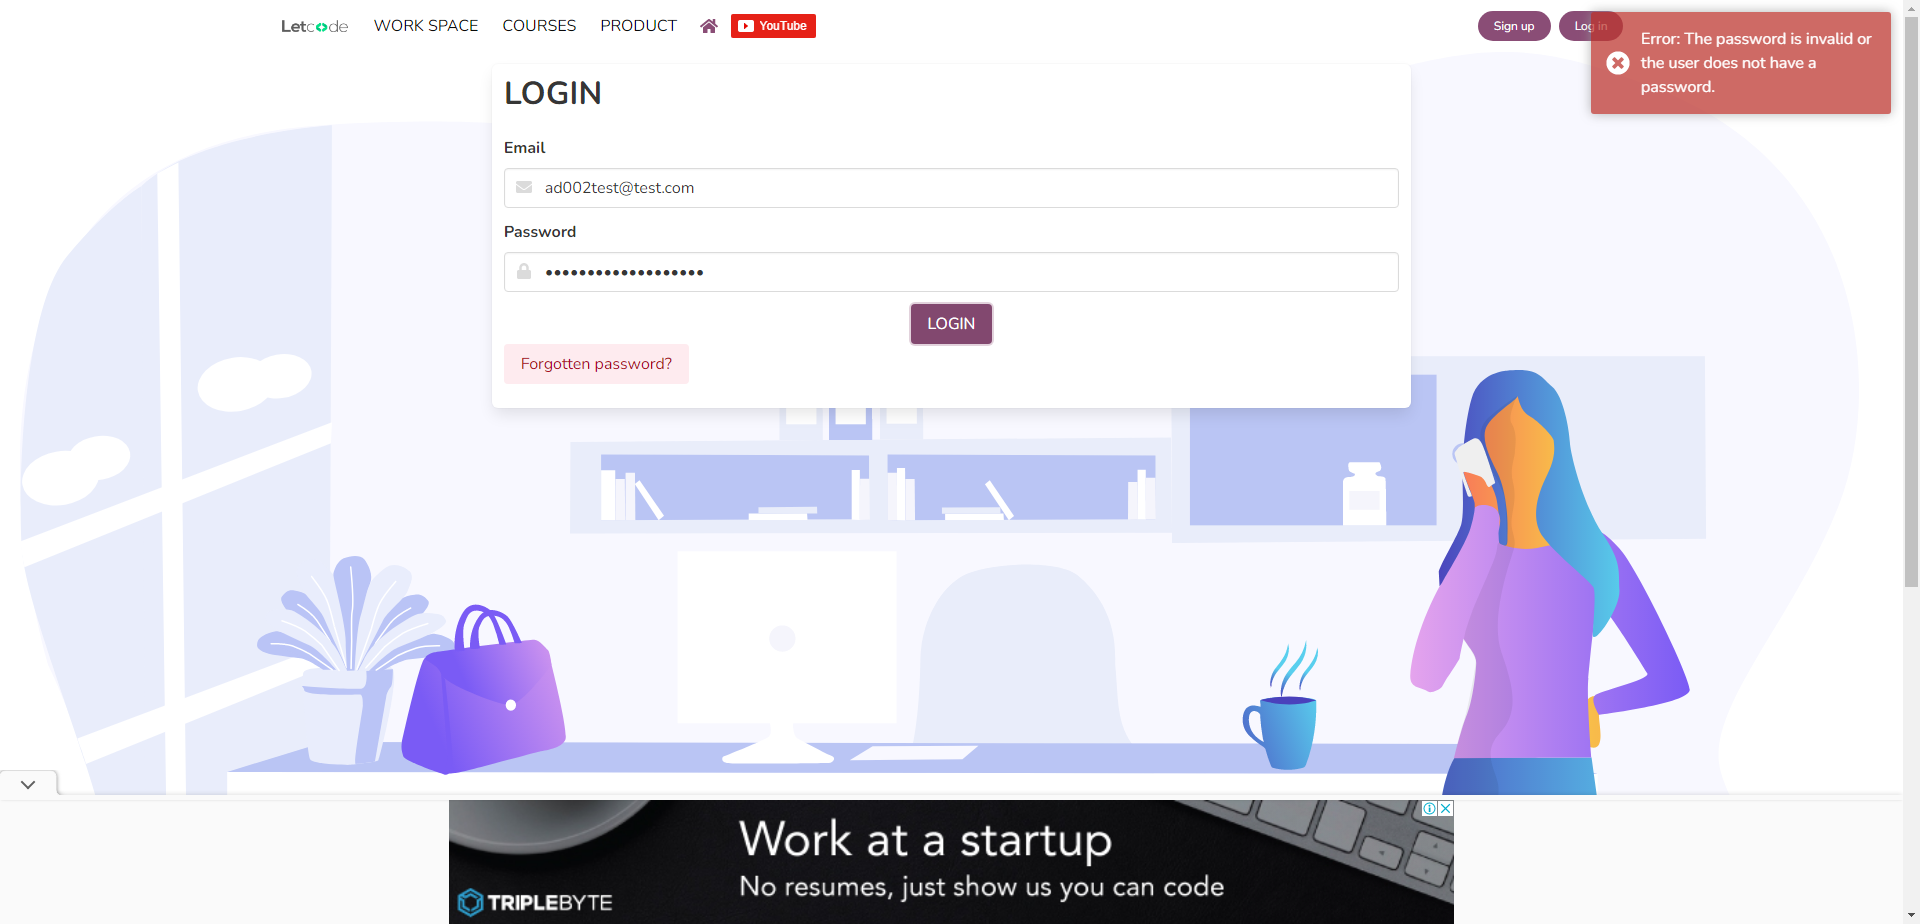 Letcode WORK SPACE COURSES PRODUCT YouTube Sign up Log in
Error: The password is invalid or
the user does not have a
password.
LOGIN
Email
ad002test@test.com
Password
•••••••••••••••••••
LOGIN
Forgotten password?
Work at a startup
No resumes, just show us you can code
TRIPLEBYTE